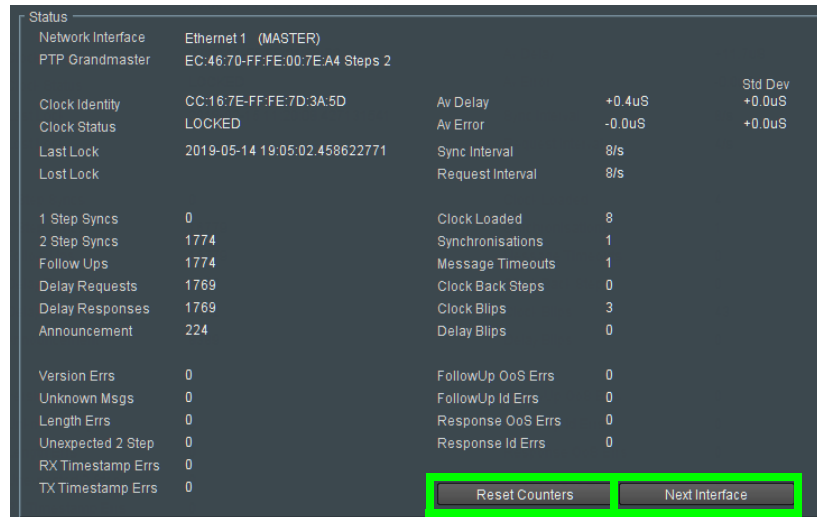 Status
Network Interface Ethernet 1 (MASTER)
PTP Grandmaster EC:46:70-FF:FE:00:7E:A4 Steps 2
Std Dev
Clock Identity CC:16:7E-FF:FE:7D:3A:5D Av Delay +0.4uS +0.0uS
Clock Status LOCKED Av Error -0.0uS +0.0uS
Last Lock 2019-05-14 19:05:02.458622771 Sync Interval 8/s
Lost Lock Request Interval 8/s
1 Step Syncs 0 Clock Loaded 8
2 Step Syncs 1774 Synchronisations 1
Follow Ups 1774 Message Timeouts 1
Delay Requests 1769 Clock Back Steps 0
Delay Responses 1769 Clock Blips 3
Announcement 224 Delay Blips 0
Version Errs 0 FollowUp OoS Errs 0
Unknown Msgs 0 FollowUp Id Errs 0
Length Errs 0 Response OoS Errs 0
Unexpected 2 Step 0 Response Id Errs 0
RX Timestamp Errs 0
TX Timestamp Errs 0 Reset Counters Next Interface